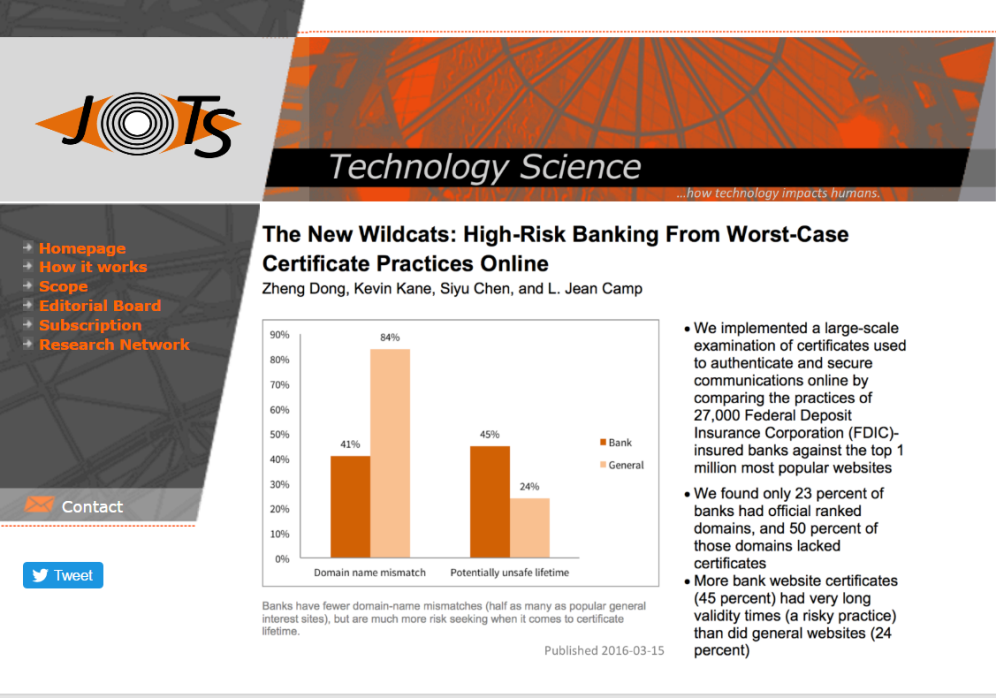 JOTS
Technology Science
...how technology impacts humans.
Homepage
How it works
Scope
Editorial Board
Subscription
Research Network
Contact
Tweet
The New Wildcats: High-Risk Banking From Worst-Case
Certificate Practices Online
Zheng Dong, Kevin Kane, Siyu Chen, and L. Jean Camp
90%
80%
70%
60%
50%
40%
30%
20%
10%
0%
41%
84%
45%
24%
Domain name mismatch
Potentially unsafe lifetime
Bank
General
Banks have fewer domain-name mismatches (half as many as popular general
interest sites), but are much more risk seeking when it comes to certificate
lifetime.
Published 2016-03-15
• We implemented a large-scale
examination of certificates used
to authenticate and secure
communications online by
comparing the practices of
27,000 Federal Deposit
Insurance Corporation (FDIC)-
insured banks against the top 1
million most popular websites
• We found only 23 percent of
banks had official ranked
domains, and 50 percent of
those domains lacked
certificates
• More bank website certificates
(45 percent) had very long
validity times (a risky practice)
than did general websites (24
percent)